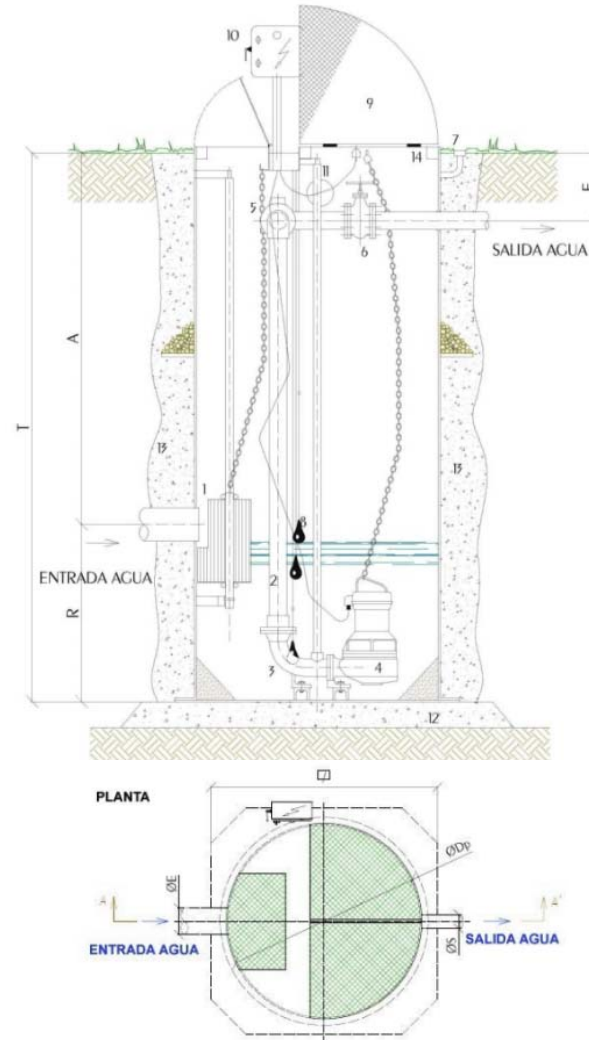 10
9
7
14
11
5
6
F
SALIDA AGUA
A
T
13
13
1
8
ENTRADA AGUA
2
R
3
4
12
PLANTA
ØDp
ØE
A
A'
ENTRADA AGUA
SALIDA AGUA
ØS